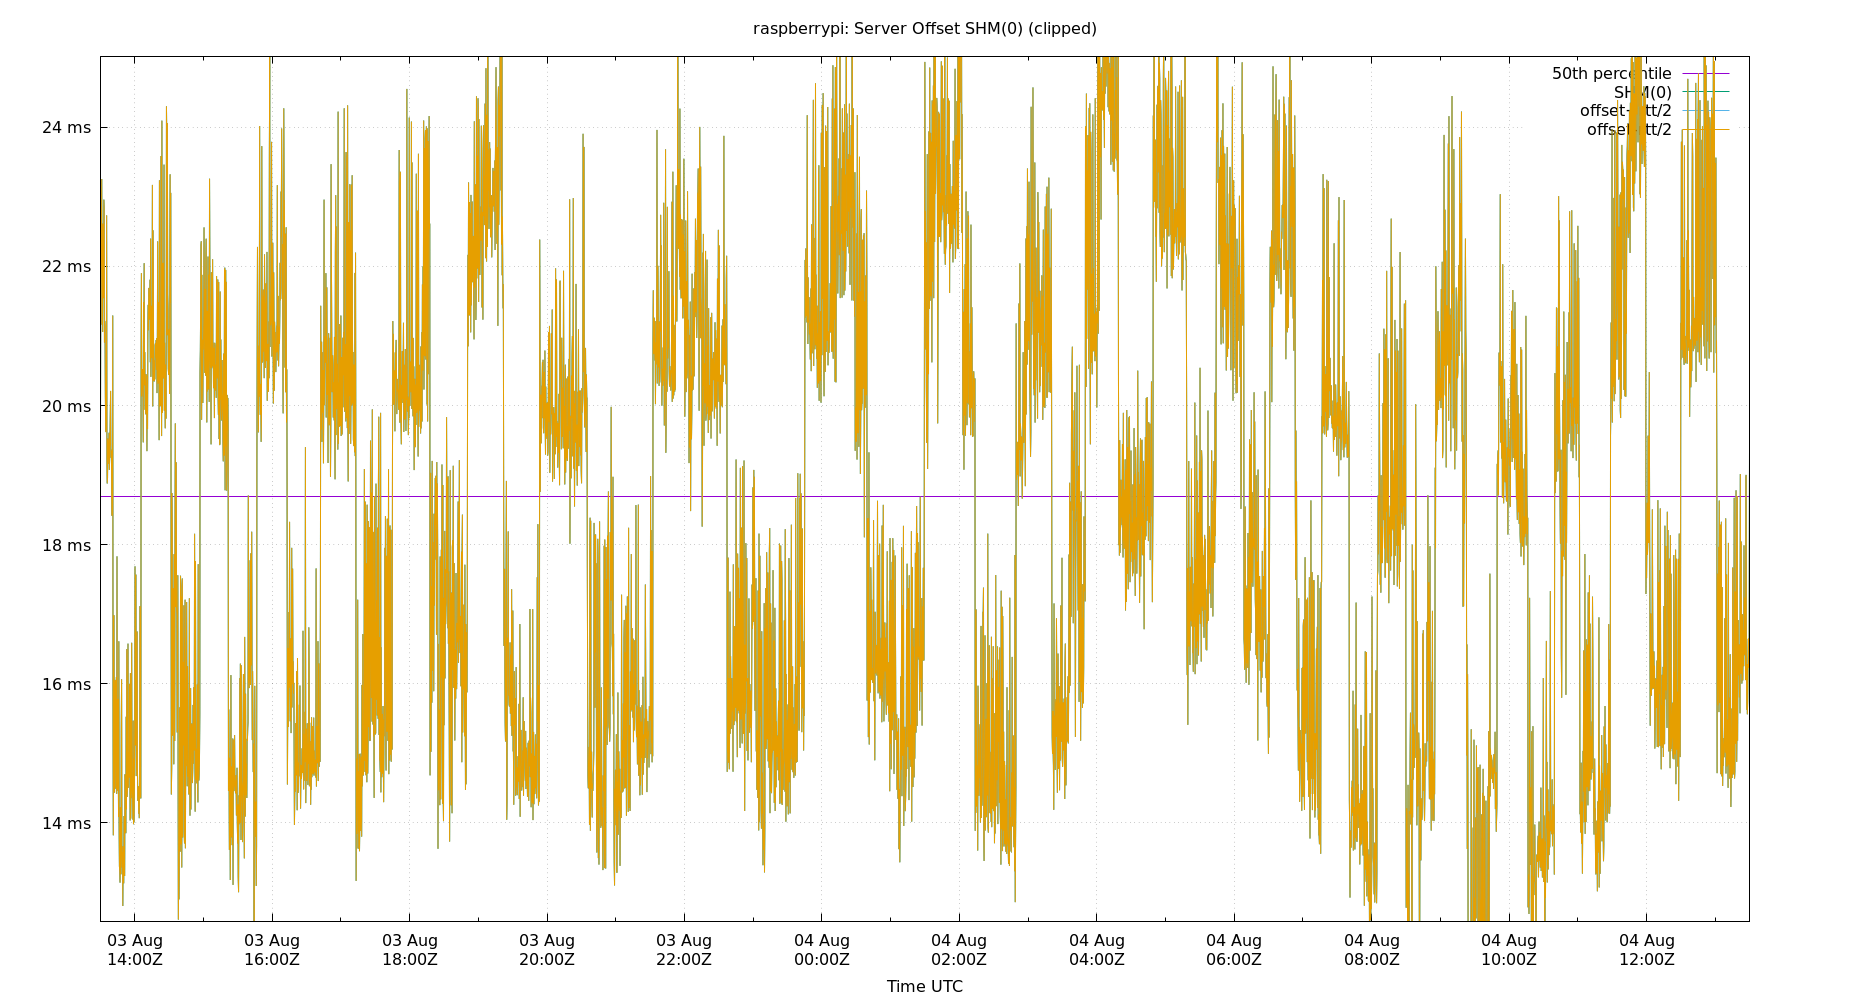 raspberrypi: Server Offset SHM(0) (clipped)
50th percentile
SHM(0)
offset+rtt/2
offset-rtt/2
24 ms
22 ms
20 ms
18 ms
16 ms
14 ms
03 Aug 03 Aug 03 Aug 03 Aug 03 Aug 04 Aug 04 Aug 04 Aug 04 Aug 04 Aug 04 Aug 04 Aug
14:00Z 16:00Z 18:00Z 20:00Z 22:00Z 00:00Z 02:00Z 04:00Z 06:00Z 08:00Z 10:00Z 12:00Z
Time UTC